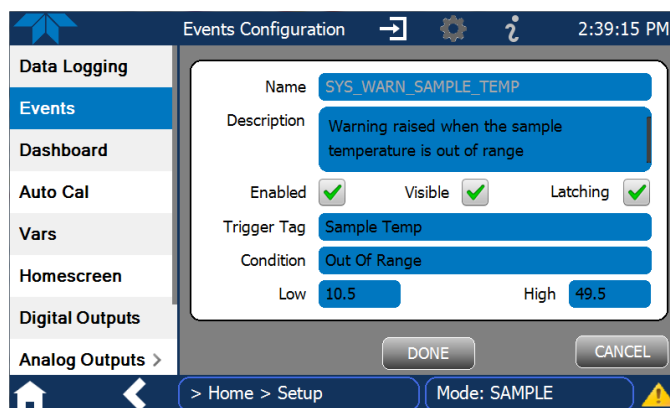 Events Configuration
2:39:15 PM
Data Logging
Events
Dashboard
Auto Cal
Vars
Homescreen
Digital Outputs
Analog Outputs >
Name SYS_WARN_SAMPLE_TEMP
Description Warning raised when the sample
temperature is out of range
Enabled Visible Latching
Trigger Tag Sample Temp
Condition Out Of Range
Low 10.5 High 49.5
DONE CANCEL
> Home > Setup Mode: SAMPLE